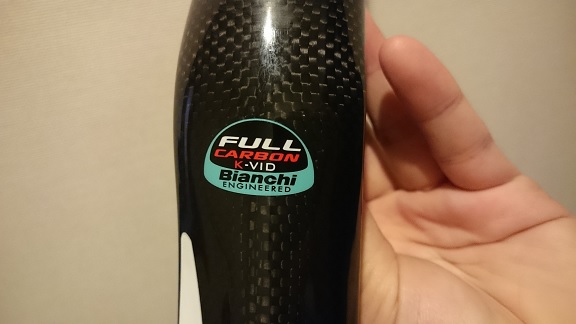 FULL
CARBON
K-VID
Bianchi
ENGINEERED